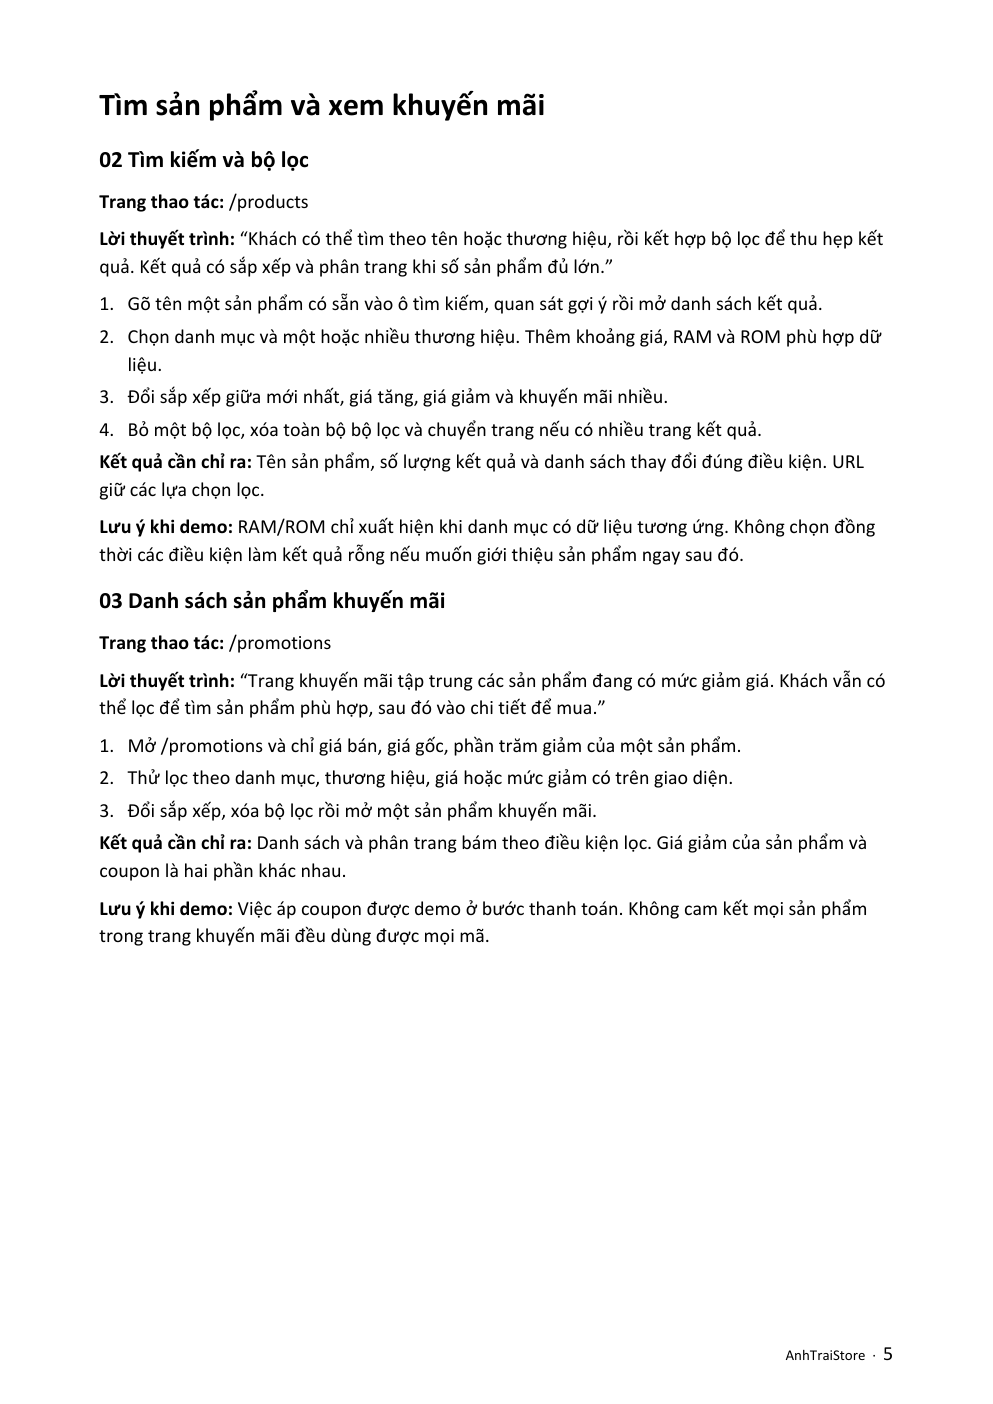 Tìm sản phẩm và xem khuyến mãi
02 Tìm kiếm và bộ lọc
Trang thao tác: /products
Lời thuyết trình: “Khách có thể tìm theo tên hoặc thương hiệu, rồi kết hợp bộ lọc để thu hẹp kết
quả. Kết quả có sắp xếp và phân trang khi số sản phẩm đủ lớn.”
1. Gõ tên một sản phẩm có sẵn vào ô tìm kiếm, quan sát gợi ý rồi mở danh sách kết quả.
2. Chọn danh mục và một hoặc nhiều thương hiệu. Thêm khoảng giá, RAM và ROM phù hợp dữ
liệu.
3. Đổi sắp xếp giữa mới nhất, giá tăng, giá giảm và khuyến mãi nhiều.
4. Bỏ một bộ lọc, xóa toàn bộ bộ lọc và chuyển trang nếu có nhiều trang kết quả.
Kết quả cần chỉ ra: Tên sản phẩm, số lượng kết quả và danh sách thay đổi đúng điều kiện. URL
giữ các lựa chọn lọc.
Lưu ý khi demo: RAM/ROM chỉ xuất hiện khi danh mục có dữ liệu tương ứng. Không chọn đồng
thời các điều kiện làm kết quả rỗng nếu muốn giới thiệu sản phẩm ngay sau đó.
03 Danh sách sản phẩm khuyến mãi
Trang thao tác: /promotions
Lời thuyết trình: “Trang khuyến mãi tập trung các sản phẩm đang có mức giảm giá. Khách vẫn có
thể lọc để tìm sản phẩm phù hợp, sau đó vào chi tiết để mua.”
1. Mở /promotions và chỉ giá bán, giá gốc, phần trăm giảm của một sản phẩm.
2. Thử lọc theo danh mục, thương hiệu, giá hoặc mức giảm có trên giao diện.
3. Đổi sắp xếp, xóa bộ lọc rồi mở một sản phẩm khuyến mãi.
Kết quả cần chỉ ra: Danh sách và phân trang bám theo điều kiện lọc. Giá giảm của sản phẩm và
coupon là hai phần khác nhau.
Lưu ý khi demo: Việc áp coupon được demo ở bước thanh toán. Không cam kết mọi sản phẩm
trong trang khuyến mãi đều dùng được mọi mã.
AnhTraiStore · 5